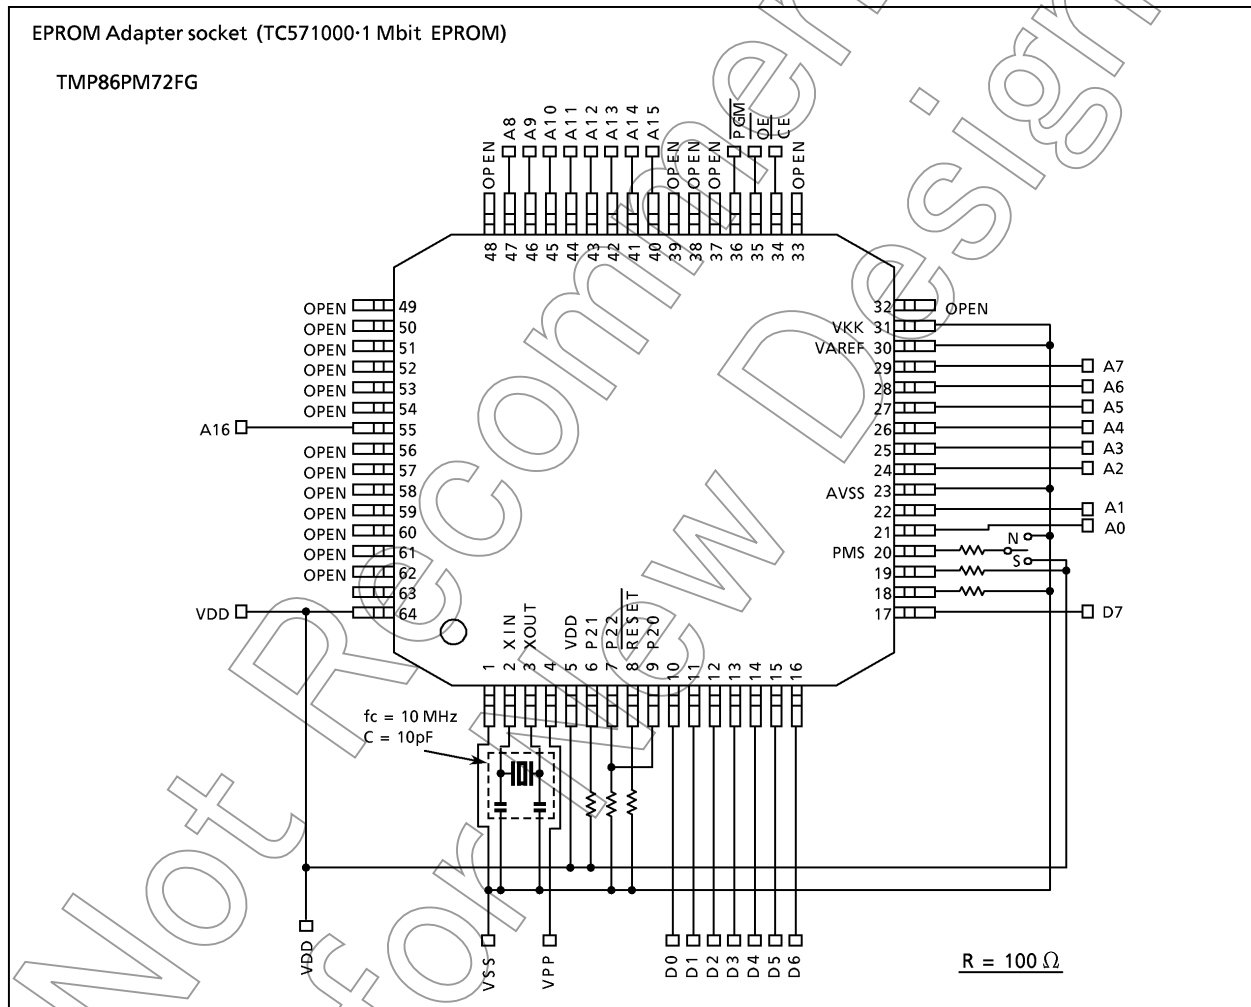 EPROM Adapter socket (TC571000·1 Mbit EPROM)
TMP86PM72FG
OPEN A8 A9 A10 A11 A12 A13 A14 A15 OPEN OPEN OPEN PGM OE CE OPEN
48 47 46 45 44 43 42 41 40 39 38 37 36 35 34 33
OPEN 49
OPEN 50
OPEN 51
OPEN 52
OPEN 53
OPEN 54
A16 55
OPEN 56
OPEN 57
OPEN 58
OPEN 59
OPEN 60
OPEN 61
OPEN 62
63
VDD 64
32 OPEN
VKK 31
VAREF 30
29 A7
28 A6
27 A5
26 A4
25 A3
24 A2
AVSS 23
22 A1
21 A0
PMS 20 N S
19
18
17 D7
XIN XOUT VDD P21 P22 RESET P20
1 2 3 4 5 6 7 8 9 10 11 12 13 14 15 16
fc = 10 MHz
C = 10pF
VDD VSS VPP D0 D1 D2 D3 D4 D5 D6
R = 100 Ω
Not Recommen
for New Design